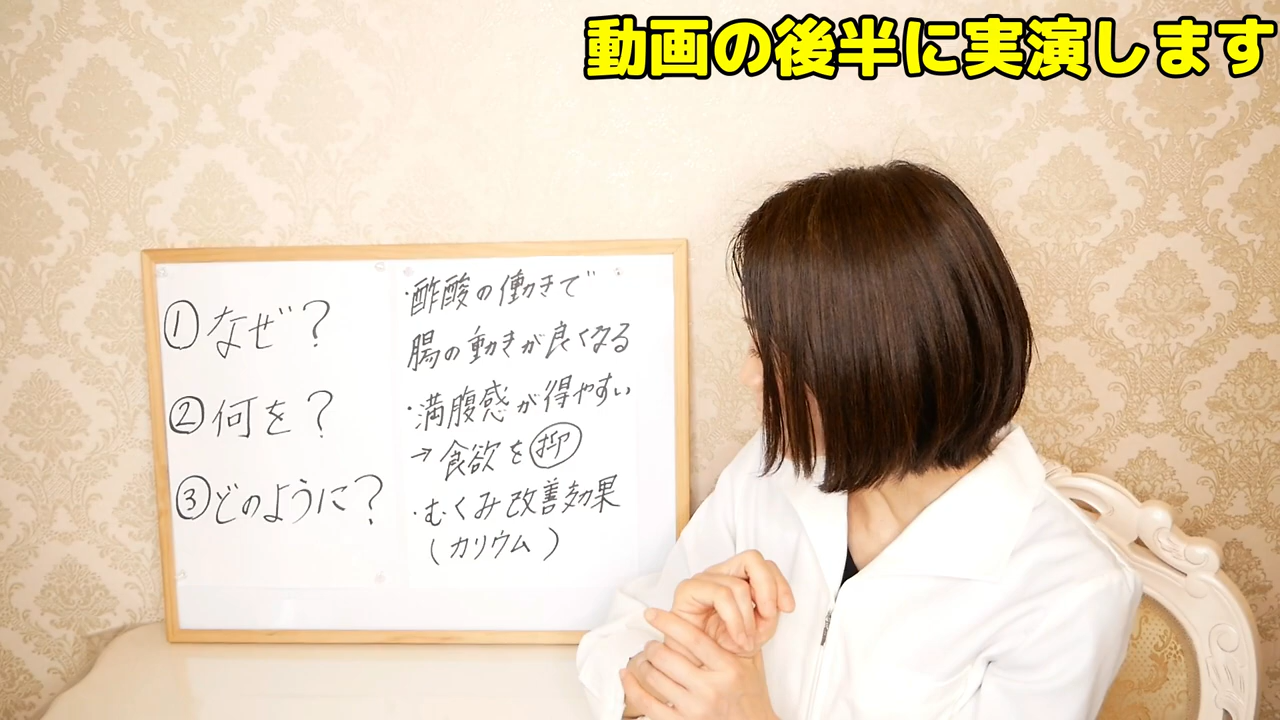 動画の後半に実演します
①なぜ?
②何を?
③どのように?
・酢酸の働きで
腸の動きが良くなる
・満腹感が得やすい
→食欲を㊥抑
・むくみ改善効果
(カリウム)